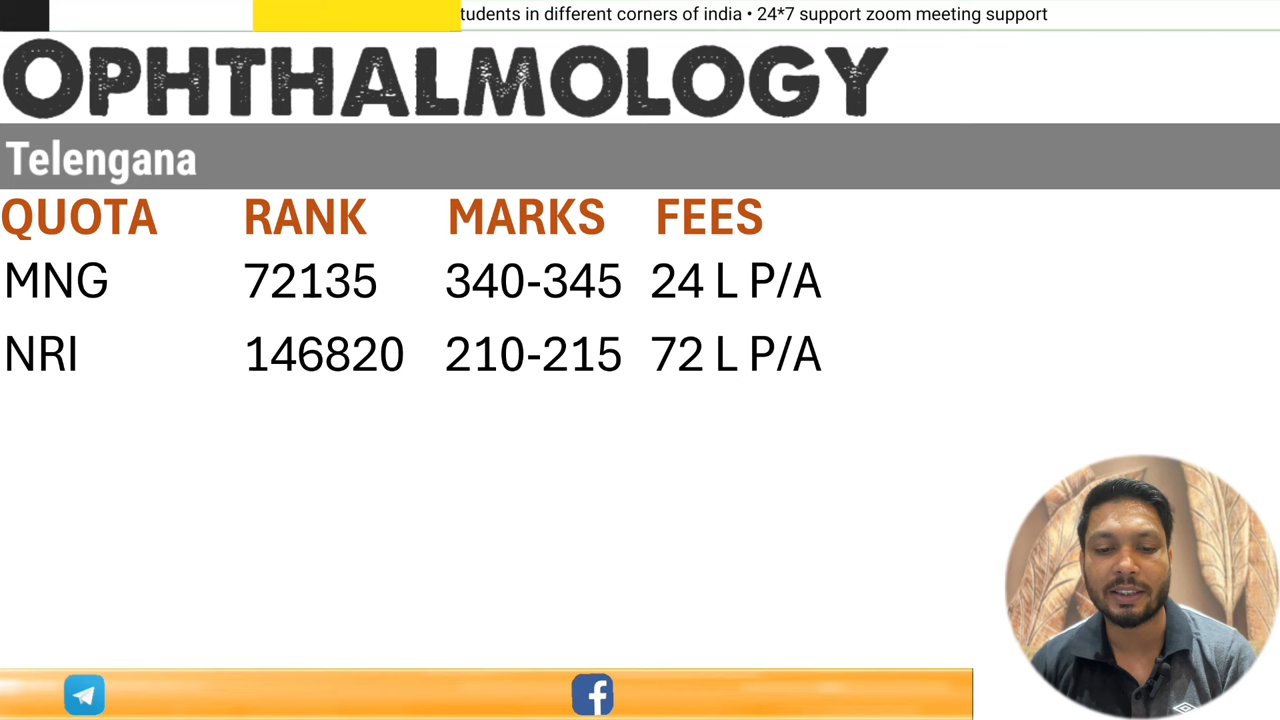 tudents in different corners of india • 24*7 support zoom meeting support
OPHTHALMOLOGY
Telengana
QUOTA RANK MARKS FEES
MNG 72135 340-345 24 L P/A
NRI 146820 210-215 72 L P/A